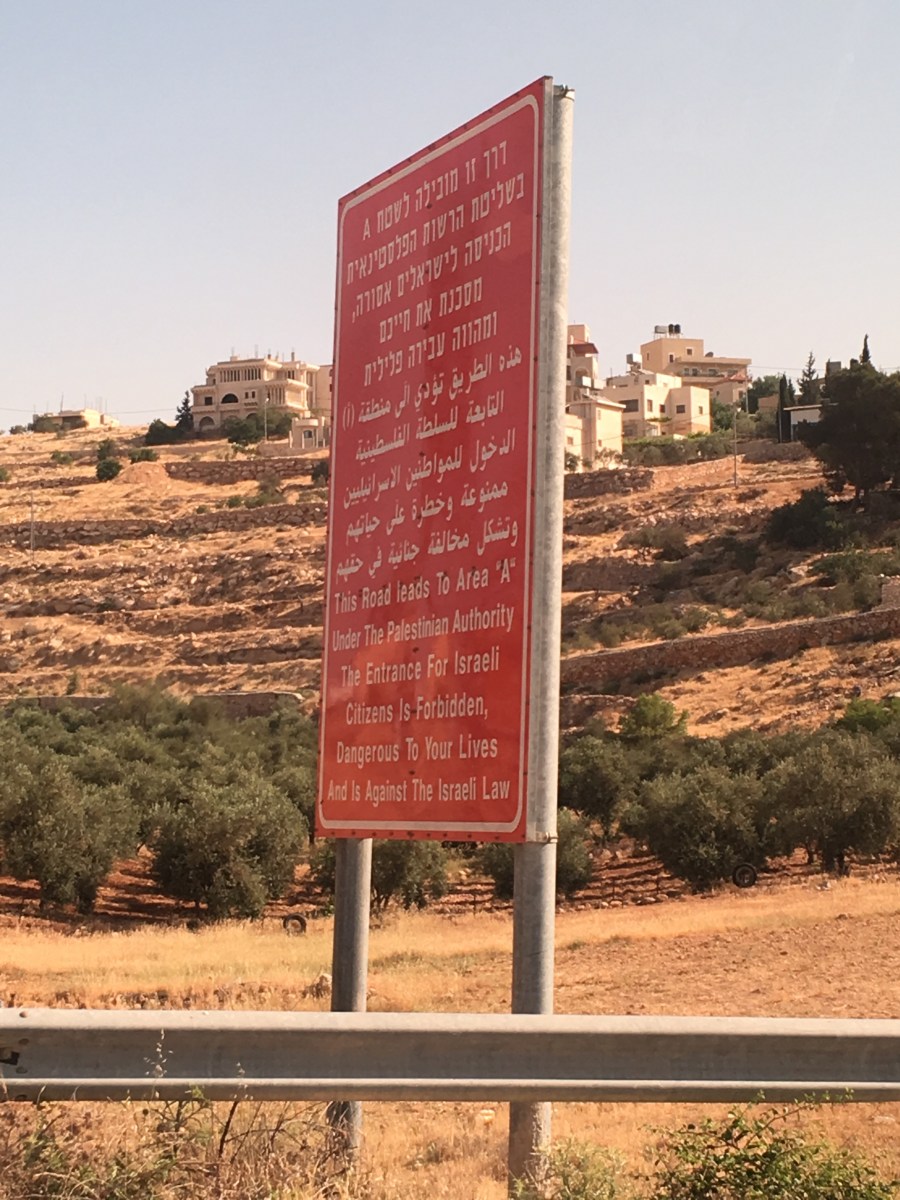 דרך זו מובילה לשטח A
בשליטת הרשות הפלסטינאית
הכניסה לישראלים אסורה,
מסכנת את חייכם
ומהווה עבירה פלילית
هذه الطريق تؤدي الى منطقة (أ)
التابعة للسلطة الفلسطينية
الدخول للمواطنين الاسرائيليين
ممنوعة وخطرة على حياتهم
وتشكل مخالفة جنائية في حقهم
This Road leads To Area "A"
Under The Palestinian Authority
The Entrance For Israeli
Citizens Is Forbidden,
Dangerous To Your Lives
And Is Against The Israeli Law